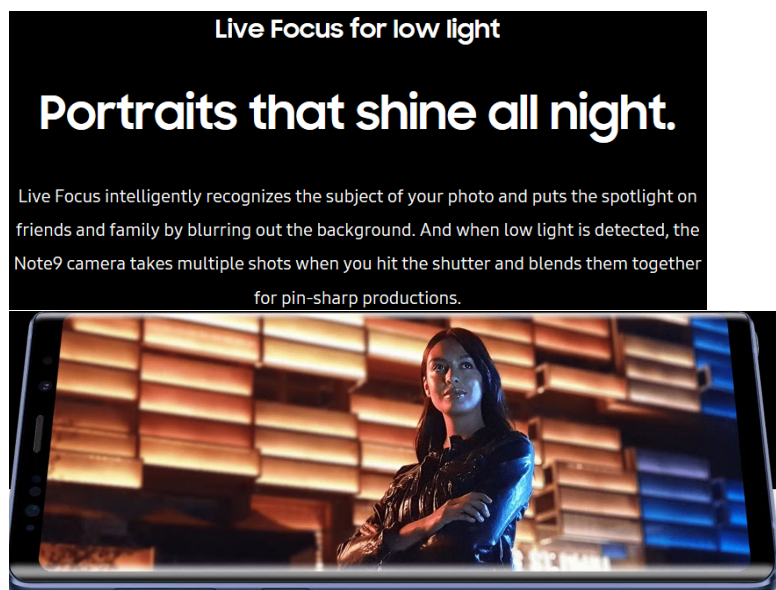 Live Focus for low light
Portraits that shine all night.
Live Focus intelligently recognizes the subject of your photo and puts the spotlight on
friends and family by blurring out the background. And when low light is detected, the
Note9 camera takes multiple shots when you hit the shutter and blends them together
for pin-sharp productions.